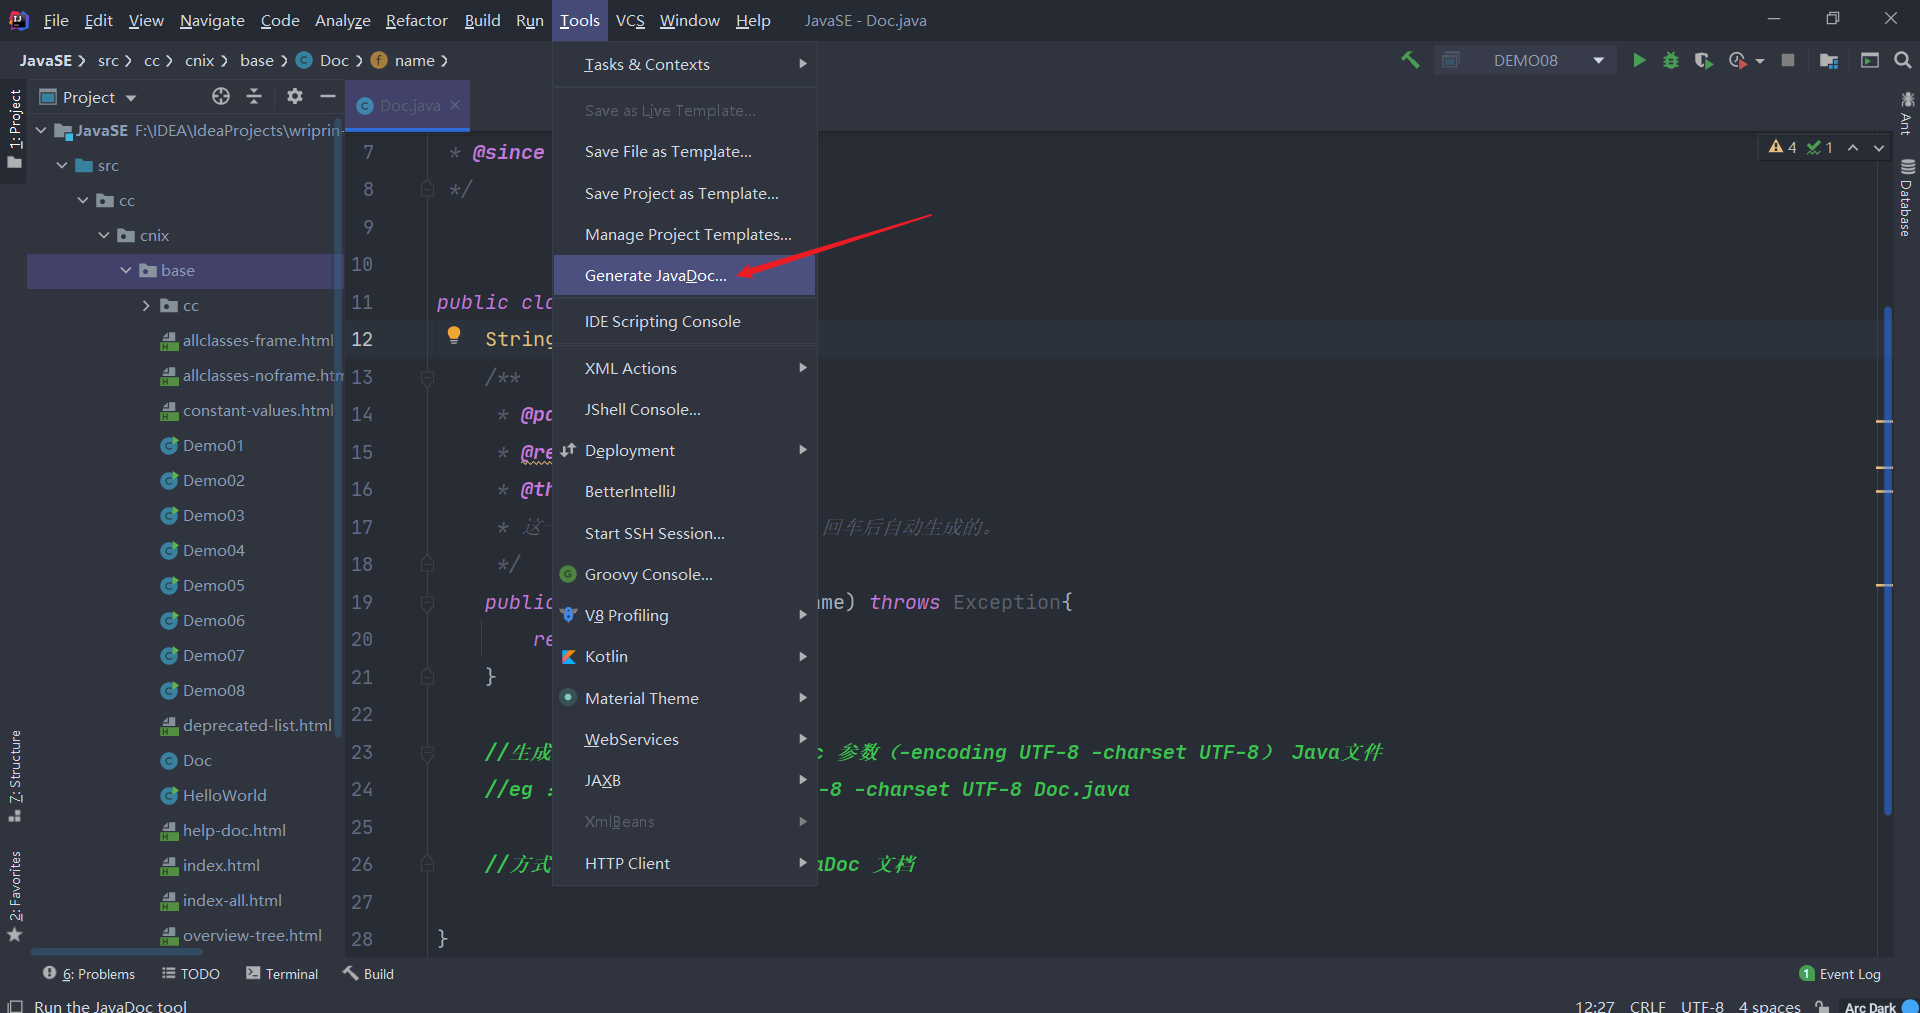 File Edit View Navigate Code Analyze Refactor Build Run Tools VCS Window Help JavaSE - Doc.java
JavaSE src cc cnix base Doc name
DEMO08
1: Project
7: Structure
2: Favorites
Project
JavaSE F:\IDEA\IdeaProjects\wriprin-
src
cc
cnix
base
cc
allclasses-frame.html
allclasses-noframe.htm
constant-values.html
Demo01
Demo02
Demo03
Demo04
Demo05
Demo06
Demo07
Demo08
deprecated-list.html
Doc
HelloWorld
help-doc.html
index.html
index-all.html
overview-tree.html
Doc.java
4 1
7 * @since
8 */
9
10
11 public cla
12 String
13 /**
14 * @pa
15 * @re
16 * @th
17 * 这一 回车后自动生成的。
18 */
19 public ame) throws Exception{
20 re
21 }
22
23 //生成 c 参数（-encoding UTF-8 -charset UTF-8） Java文件
24 //eg : -8 -charset UTF-8 Doc.java
25
26 //方式 aDoc 文档
27
28 }
Tasks & Contexts
Save as Live Template...
Save File as Template...
Save Project as Template...
Manage Project Templates...
Generate JavaDoc...
IDE Scripting Console
XML Actions
JShell Console...
Deployment
BetterIntelliJ
Start SSH Session...
Groovy Console...
V8 Profiling
Kotlin
Material Theme
WebServices
JAXB
XmlBeans
HTTP Client
Ant
Database
6: Problems TODO Terminal Build
1 Event Log
Run the JavaDoc tool
12:27 CRLF UTF-8 4 spaces Arc Dark